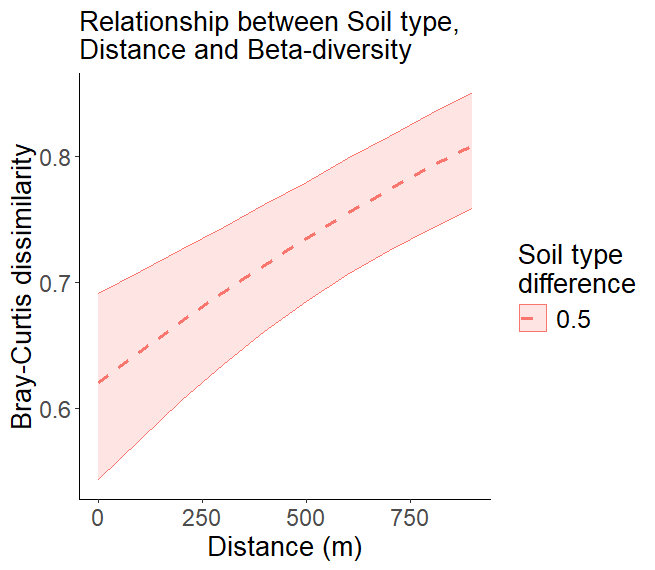 Relationship between Soil type,
Distance and Beta-diversity
Bray-Curtis dissimilarity
0.8
0.7
0.6
0
250
500
750
Distance (m)
Soil type
difference
0.5